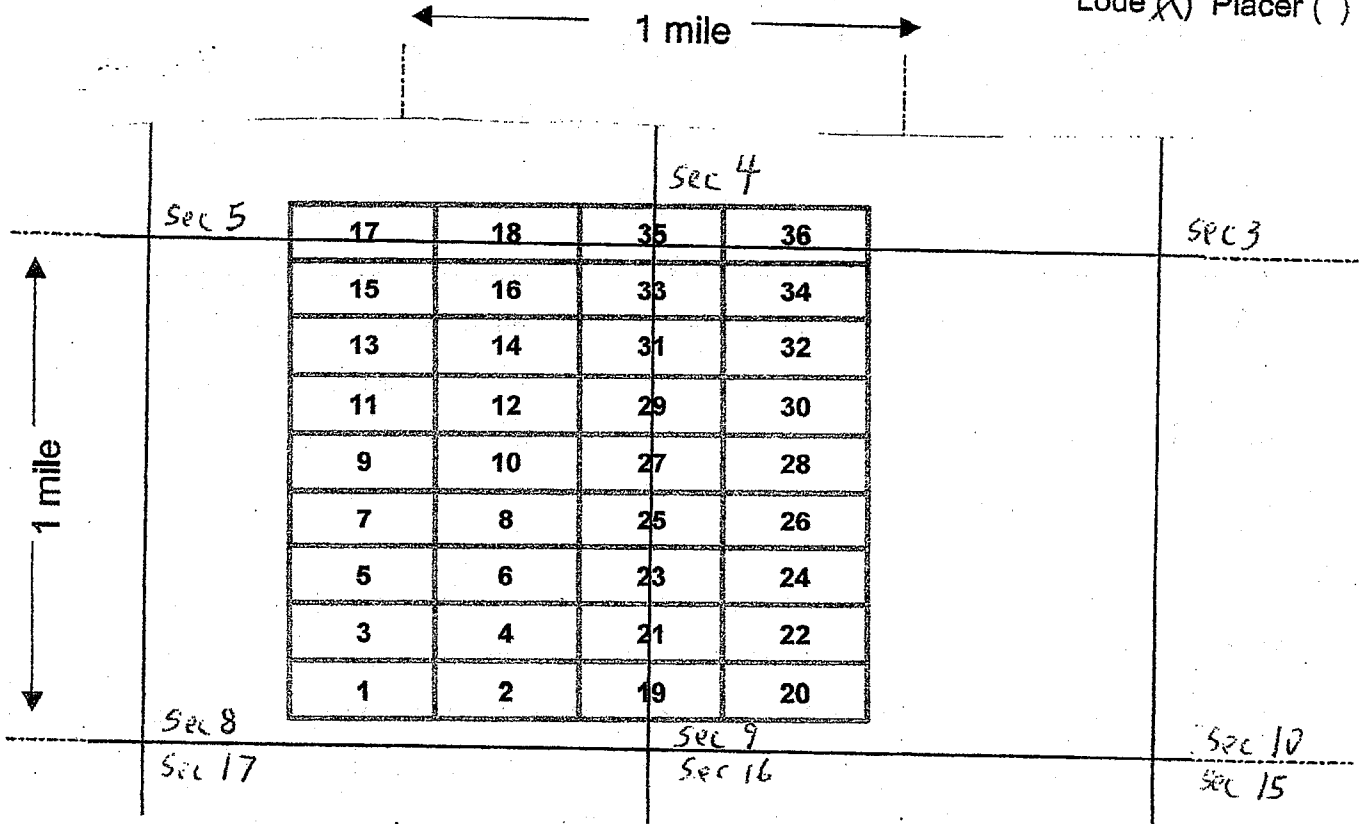 Lode (X) Placer ( )
1 mile
Sec 4
Sec 5
Sec 3
17 18 35 36
15 16 33 34
13 14 31 32
11 12 29 30
9 10 27 28
7 8 25 26
5 6 23 24
3 4 21 22
1 2 19 20
1 mile
Sec 8
Sec 9
Sec 10
Sec 17
Sec 16
Sec 15